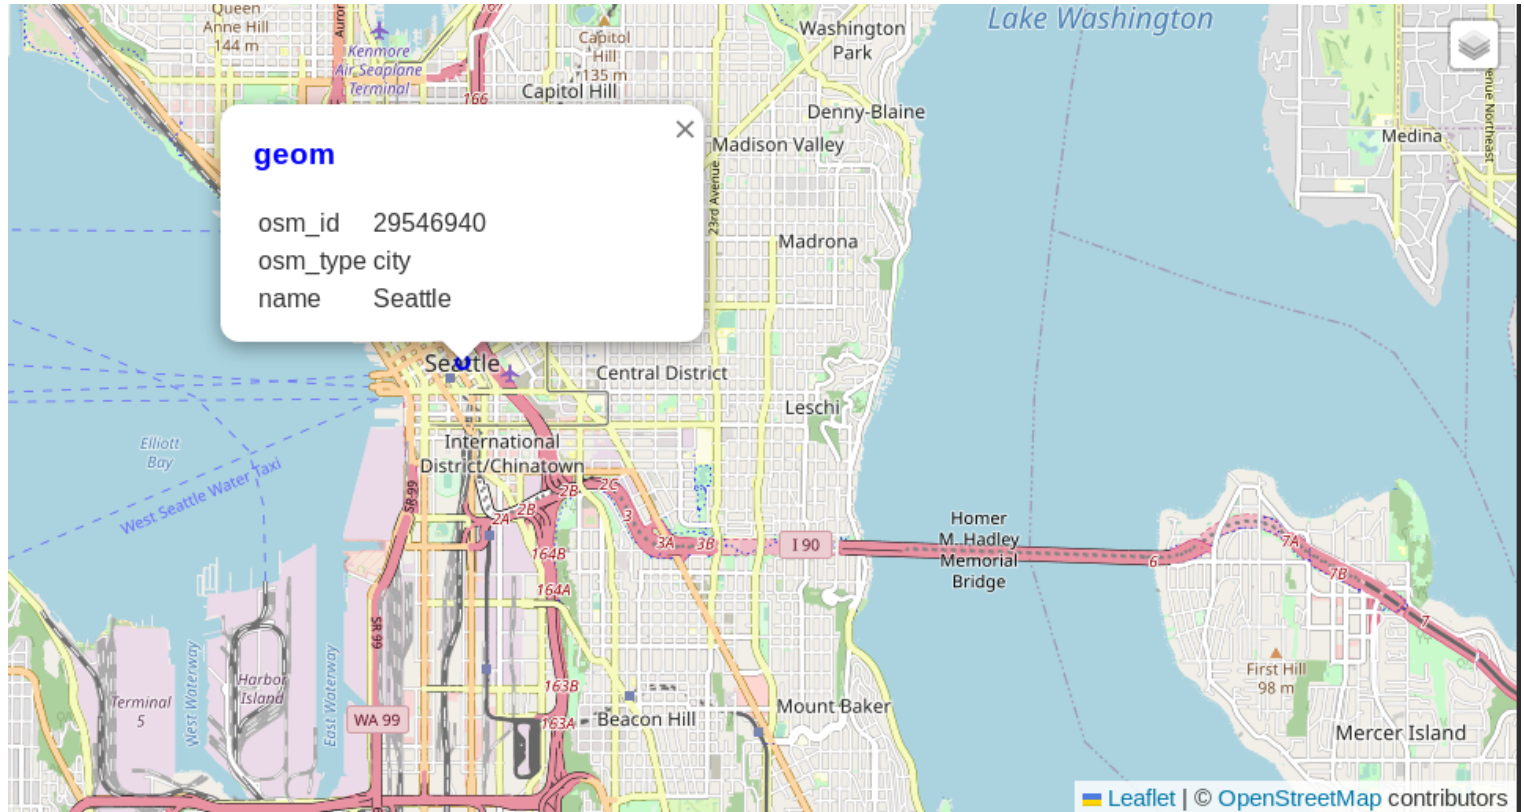 Queen
Anne Hill
144 m
Kenmore
Air Seaplane
Terminal
166
Capitol
Hill
135 m
Capitol Hill
Washington
Park
Lake Washington
Denny-Blaine
Madison Valley
Medina
23rd Avenue
Madrona
geom
×
osm_id 29546940
osm_type city
name Seattle
Seattle
Central District
Leschi
International
District/Chinatown
Elliott
Bay
West Seattle Water Taxi
SR 99
2A
2B
2B
2C
3
3A
3B
I 90
Homer
M. Hadley
Memorial
Bridge
6
7A
7B
7
164B
164A
SR 99
163B
163A
WA 99
Terminal
5
West Waterway
Harbor
Island
East Waterway
Beacon Hill
Mount Baker
First Hill
98 m
Mercer Island
Leaflet | © OpenStreetMap contributors